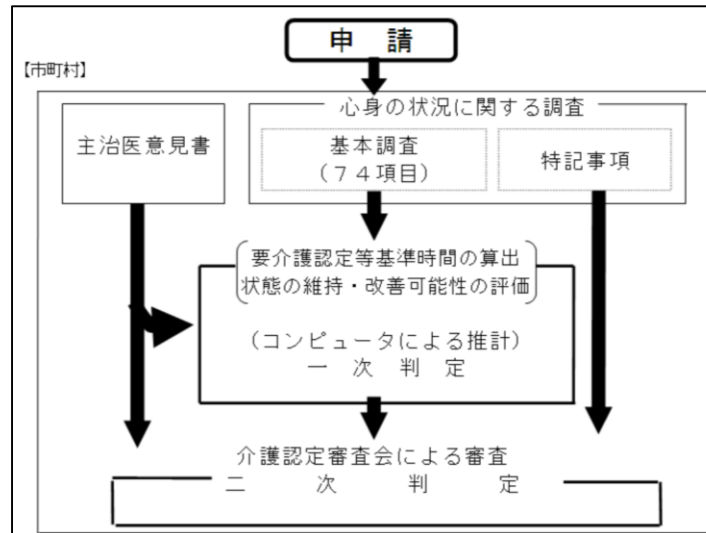 申 請
【市町村】
心身の状況に関する調査
主治医意見書
基本調査
(74項目)
特記事項
要介護認定等基準時間の算出
状態の維持・改善可能性の評価
(コンピュータによる推計)
一 次 判 定
介護認定審査会による審査
二 次 判 定